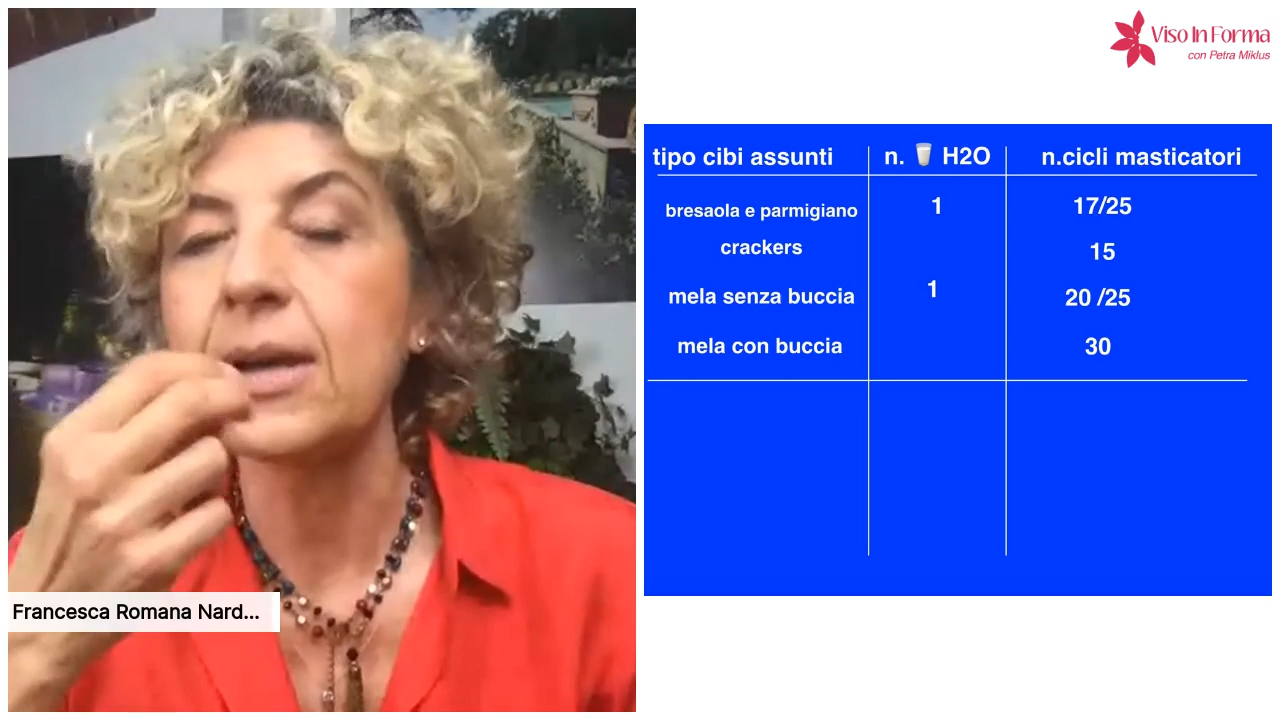 Viso In Forma
con Petra Miklus
tipo cibi assunti n. H2O n.cicli masticatori
bresaola e parmigiano 1 17/25
crackers 15
mela senza buccia 1 20 /25
mela con buccia 30
Francesca Romana Nard...